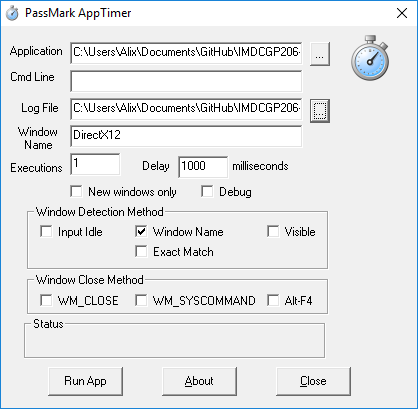 PassMark AppTimer
Application C:\Users\Alix\Documents\GitHub\IMDCGP206- ...
Cmd Line
Log File C:\Users\Alix\Documents\GitHub\IMDCGP206- ...
Window Name DirectX12
Executions 1 Delay 1000 milliseconds
New windows only Debug
Window Detection Method
Input Idle Window Name Visible
Exact Match
Window Close Method
WM_CLOSE WM_SYSCOMMAND Alt-F4
Status
Run App About Close